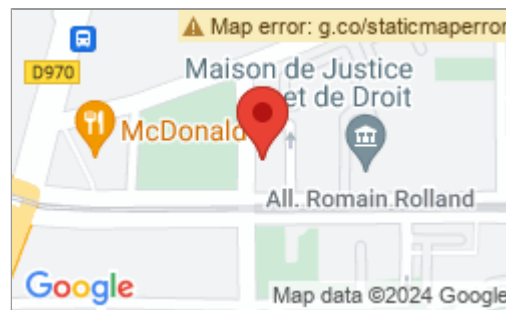 Map error: g.co/staticmaperror
D970
Maison de Justice
et de Droit
McDonald
All. Romain Rolland
Google
Map data ©2024 Google